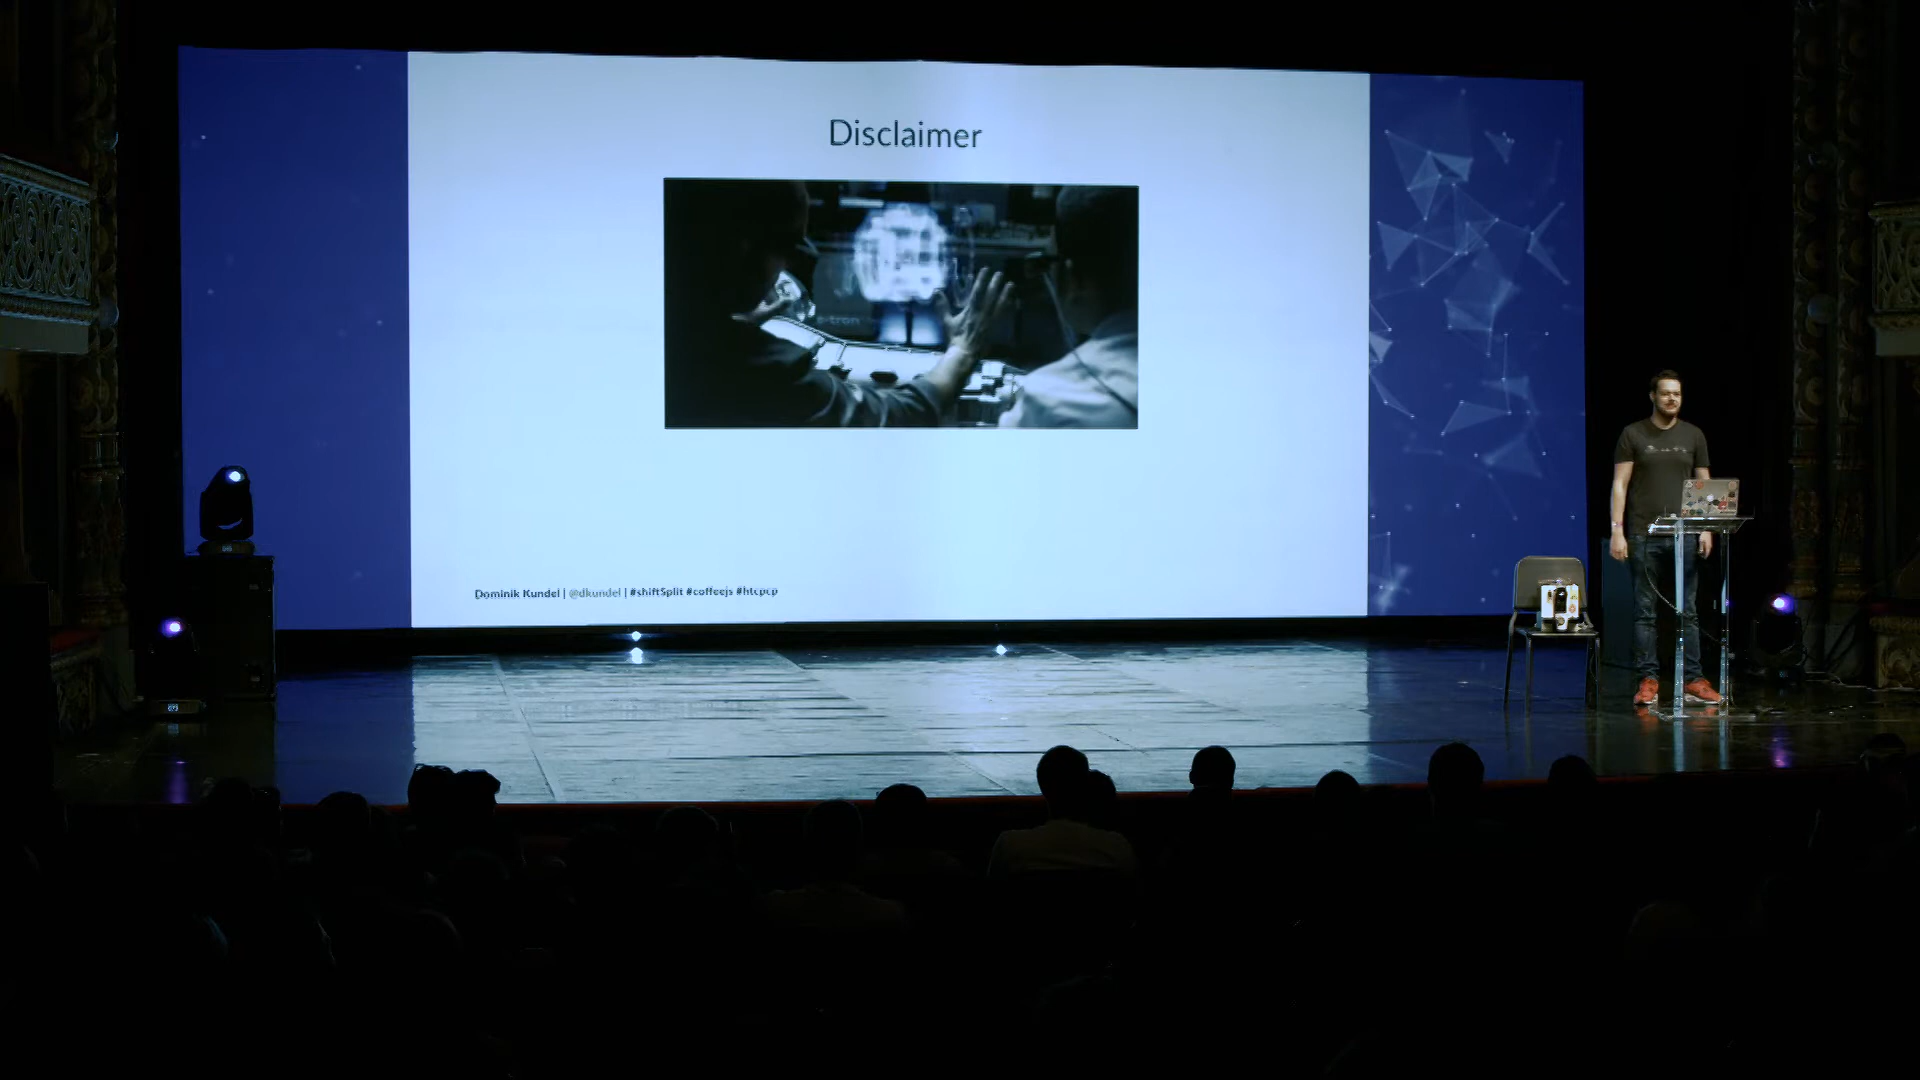 Disclaimer
Dominik Kundel | @dkundel | #shiftSplit #coffeejs #htcpcp